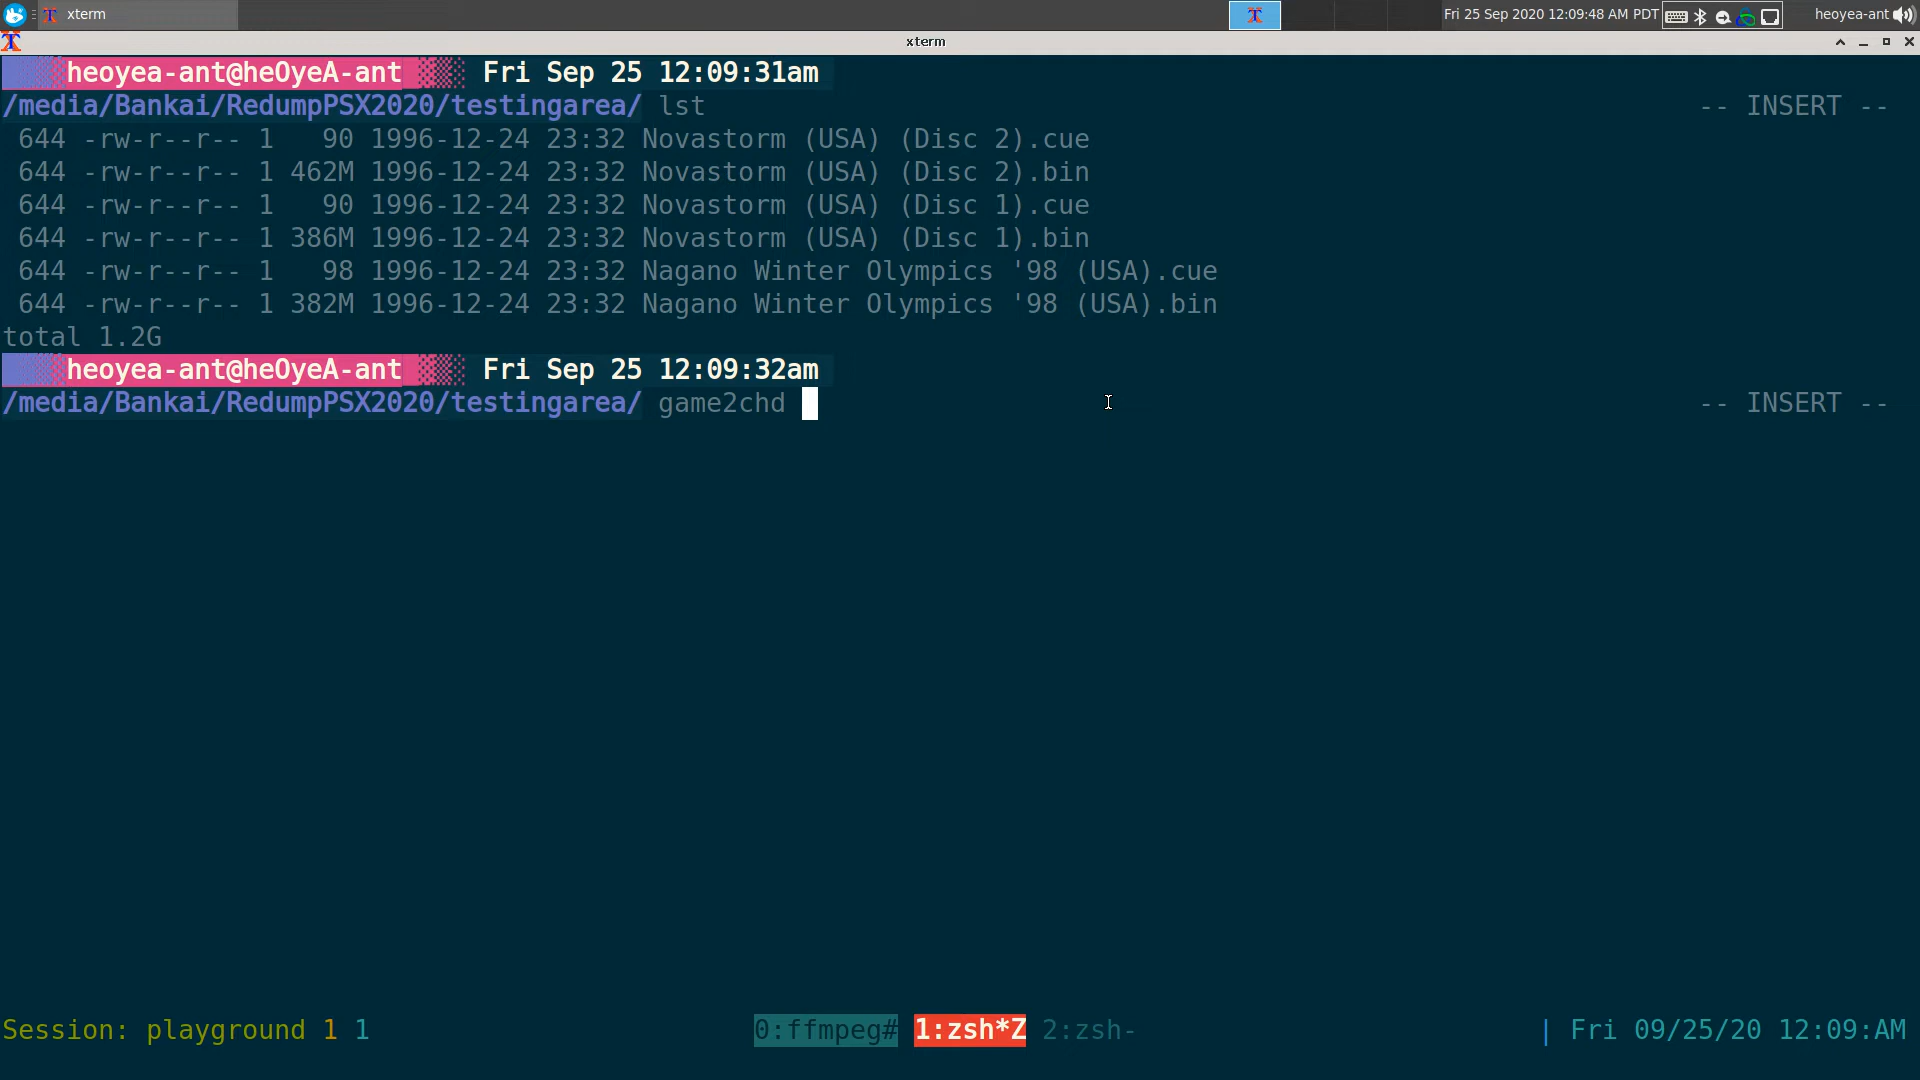 xterm Fri 25 Sep 2020 12:09:48 AM PDT heoyea-ant
xterm
heoyea-ant@heOyeA-ant Fri Sep 25 12:09:31am
/media/Bankai/RedumpPSX2020/testingarea/ lst -- INSERT --
644 -rw-r--r-- 1 90 1996-12-24 23:32 Novastorm (USA) (Disc 2).cue
644 -rw-r--r-- 1 462M 1996-12-24 23:32 Novastorm (USA) (Disc 2).bin
644 -rw-r--r-- 1 90 1996-12-24 23:32 Novastorm (USA) (Disc 1).cue
644 -rw-r--r-- 1 386M 1996-12-24 23:32 Novastorm (USA) (Disc 1).bin
644 -rw-r--r-- 1 98 1996-12-24 23:32 Nagano Winter Olympics '98 (USA).cue
644 -rw-r--r-- 1 382M 1996-12-24 23:32 Nagano Winter Olympics '98 (USA).bin
total 1.2G
heoyea-ant@heOyeA-ant Fri Sep 25 12:09:32am
/media/Bankai/RedumpPSX2020/testingarea/ game2chd -- INSERT --
Session: playground 1 1 0:ffmpeg# 1:zsh*Z 2:zsh- | Fri 09/25/20 12:09:AM